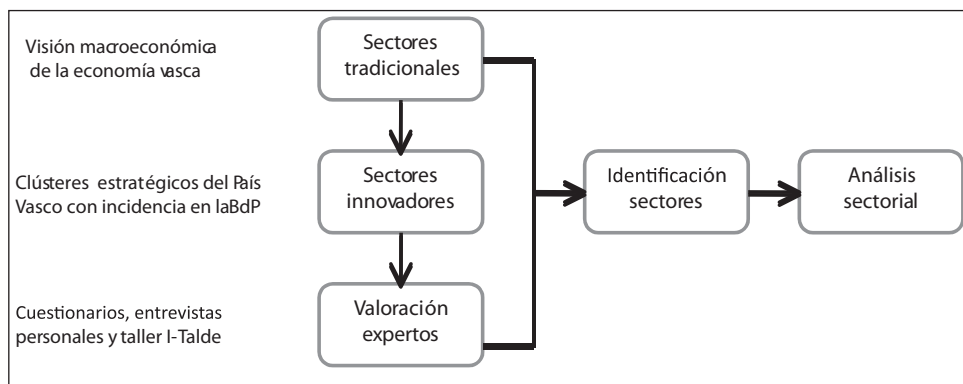 Visión macroeconómica
de la economía vasca
Sectores
tradicionales
Clústeres estratégicos del País
Vasco con incidencia en laBdP
Sectores
innovadores
Identificación
sectores
Análisis
sectorial
Cuestionarios, entrevistas
personales y taller I-Talde
Valoración
expertos